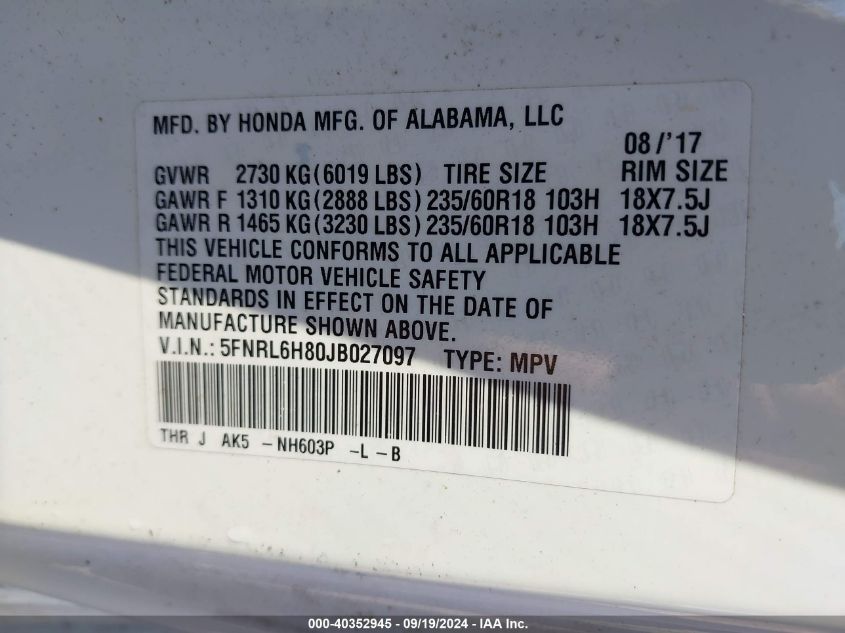 MFD. BY HONDA MFG. OF ALABAMA, LLC
08/'17
GVWR 2730 KG(6019 LBS) TIRE SIZE RIM SIZE
GAWR F 1310 KG(2888 LBS) 235/60R18 103H 18X7.5J
GAWR R 1465 KG(3230 LBS) 235/60R18 103H 18X7.5J
THIS VEHICLE CONFORMS TO ALL APPLICABLE
FEDERAL MOTOR VEHICLE SAFETY
STANDARDS IN EFFECT ON THE DATE OF
MANUFACTURE SHOWN ABOVE.
V.I.N.: 5FNRL6H80JB027097 TYPE: MPV
THR J AK5 -NH603P -L -B
000-40352945 - 09/19/2024 - IAA Inc.